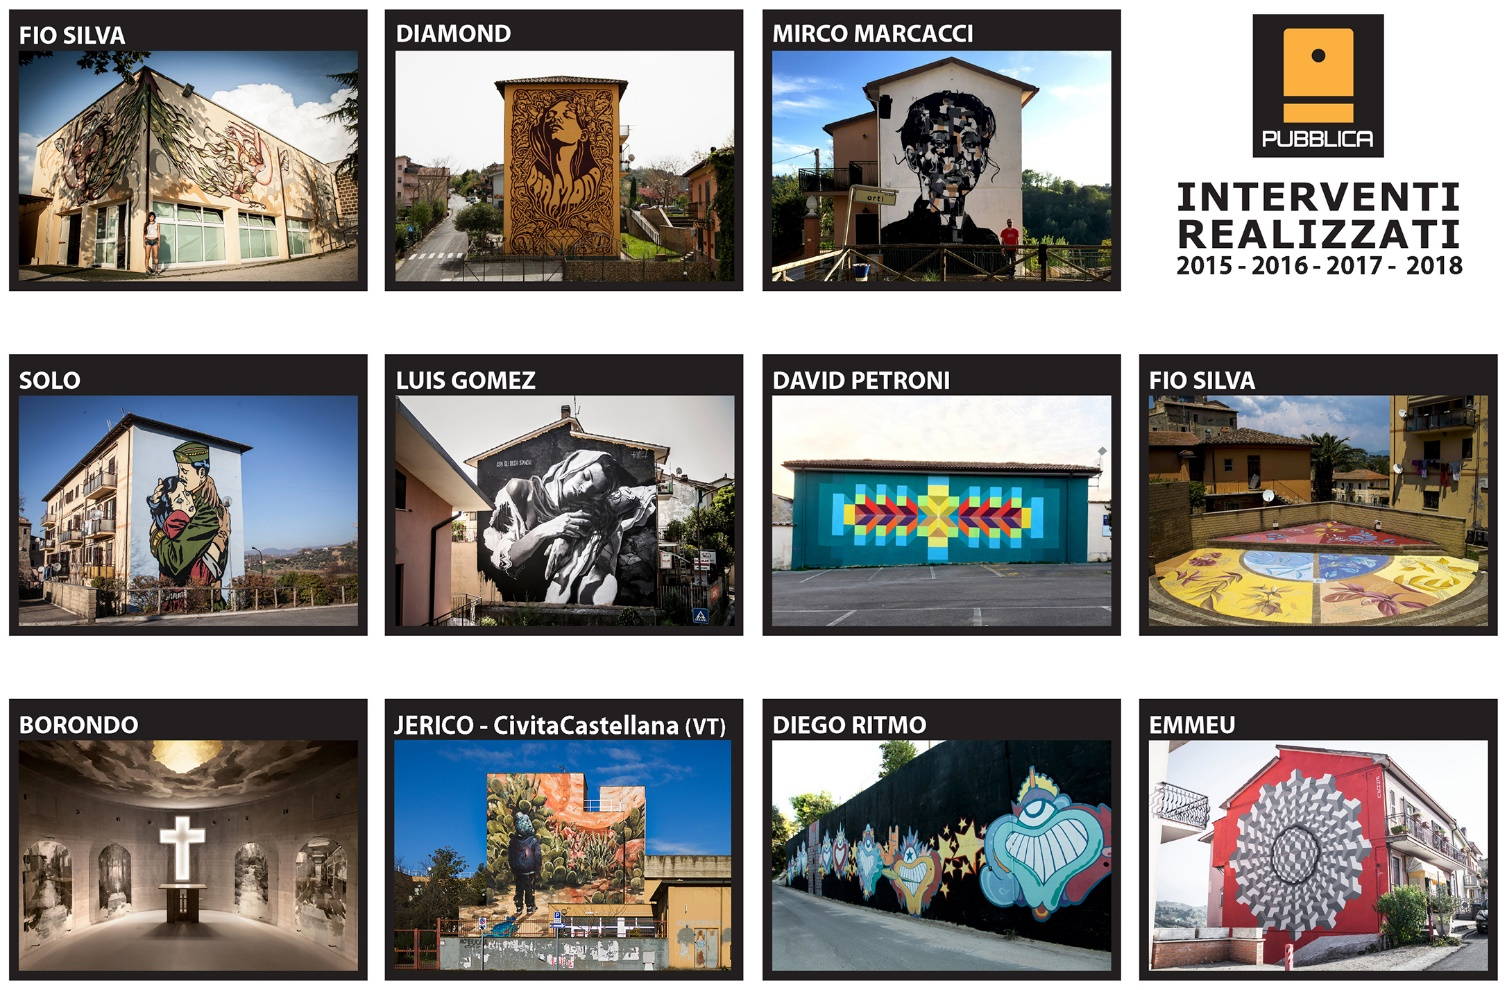 FIO SILVA
DIAMOND
MIRCO MARCACCI
orti
PUBBLICA
INTERVENTI
REALIZZATI
2015 - 2016 - 2017 - 2018
SOLO
LUIS GOMEZ
DAVID PETRONI
FIO SILVA
BORONDO
JERICO - CivitaCastellana (VT)
DIEGO RITMO
EMMEU